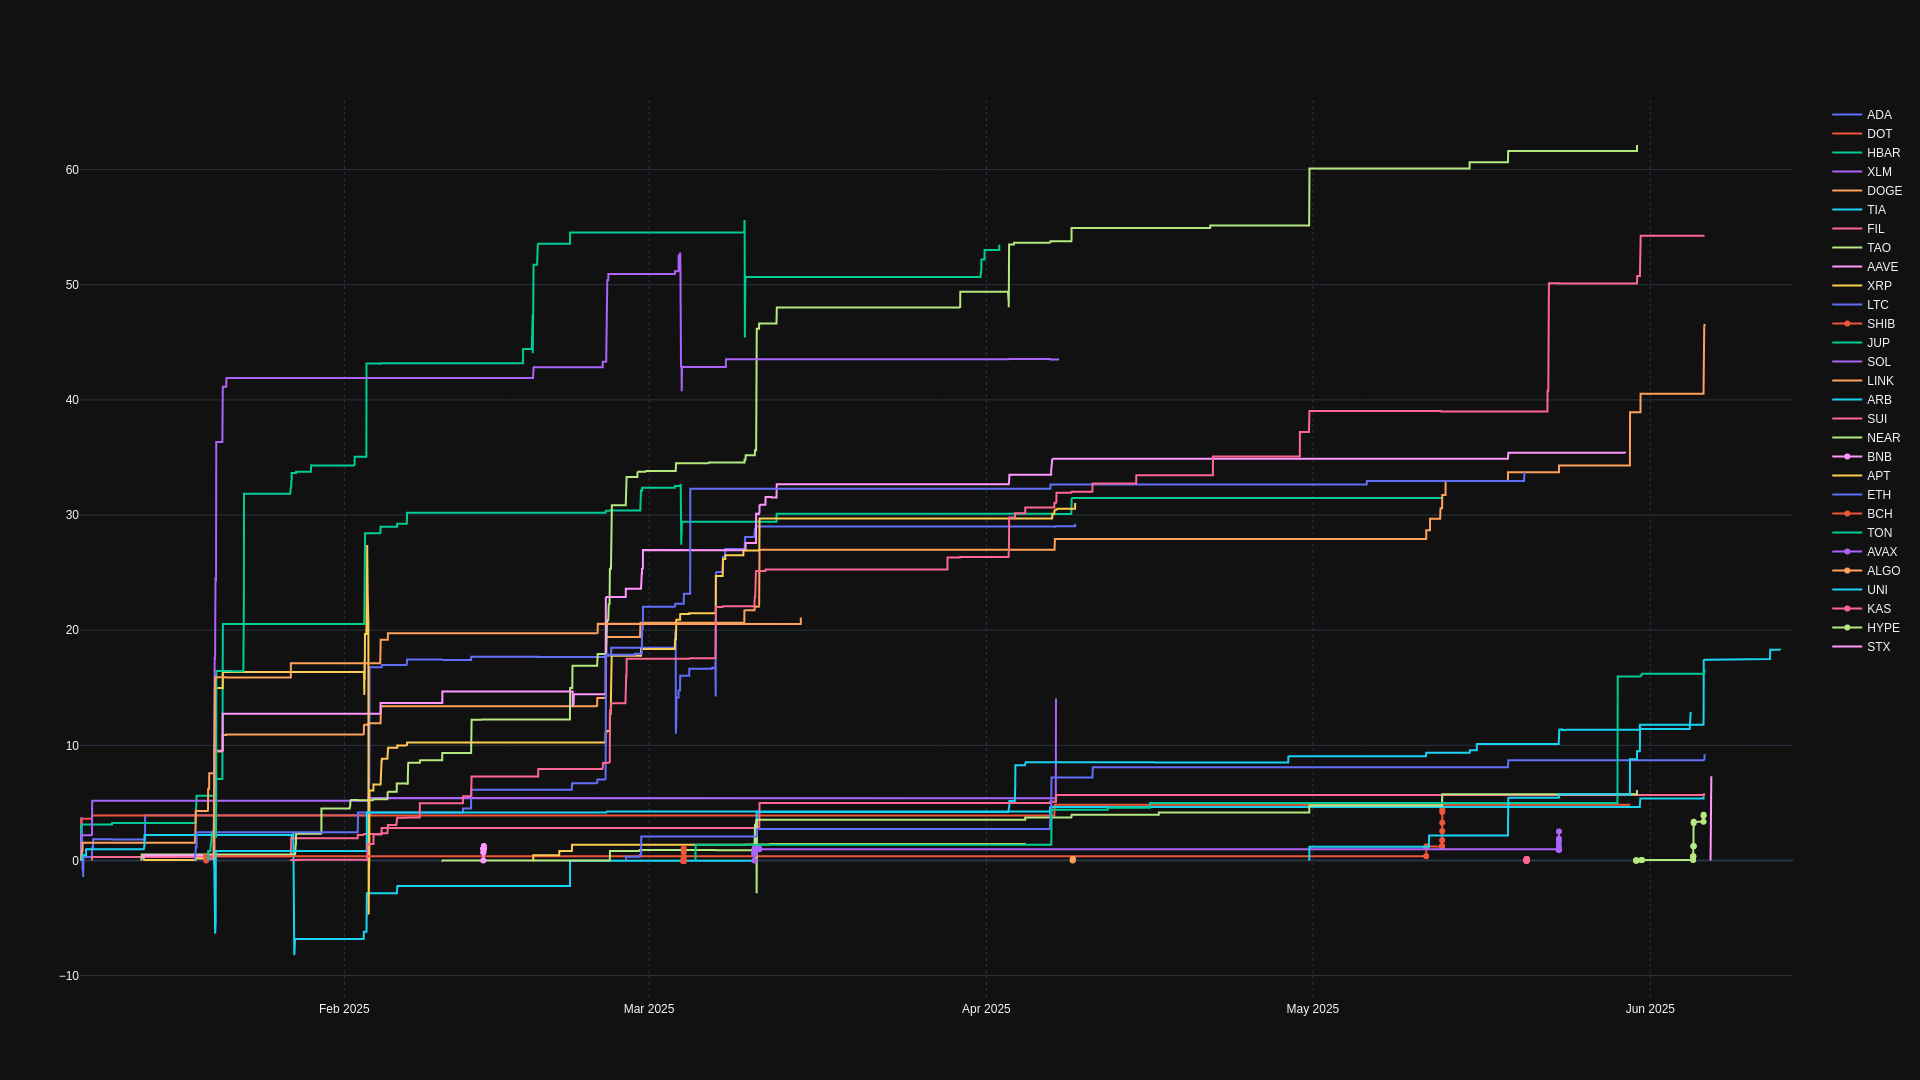 60
50
40
30
20
10
0
−10
Feb 2025
Mar 2025
Apr 2025
May 2025
Jun 2025
ADA
DOT
HBAR
XLM
DOGE
TIA
FIL
TAO
AAVE
XRP
LTC
SHIB
JUP
SOL
LINK
ARB
SUI
NEAR
BNB
APT
ETH
BCH
TON
AVAX
ALGO
UNI
KAS
HYPE
STX